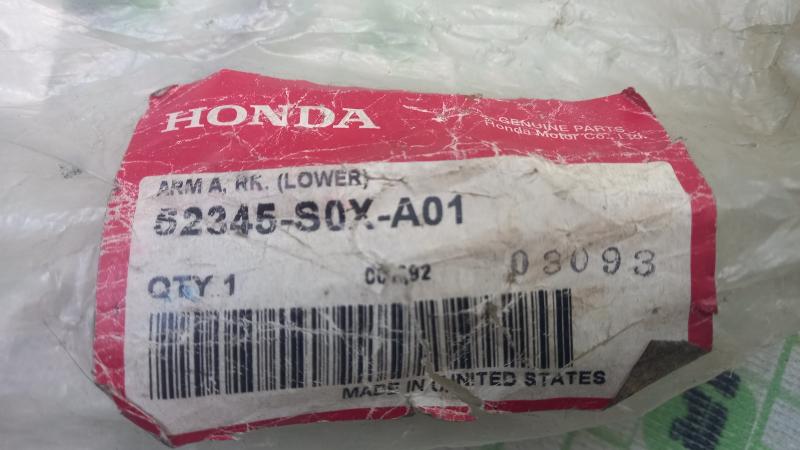 HONDA
GENUINE PARTS
Honda Motor Co., Ltd.
ARM A, RR. (LOWER)
52345-S0X-A01
QTY 1
03093
MADE IN UNITED STATES